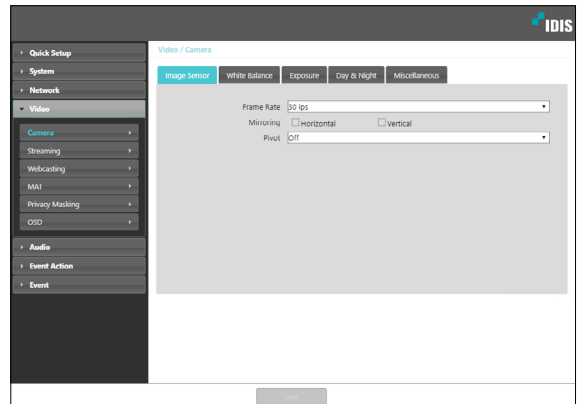 IDIS
Quick Setup
System
Network
Video
Camera
Streaming
Webcasting
MAT
Privacy Masking
OSD
Audio
Event Action
Event
Video / Camera
Image Sensor White Balance Exposure Day & Night Miscellaneous
Frame Rate 30 ips
Mirroring Horizontal Vertical
Pivot Off